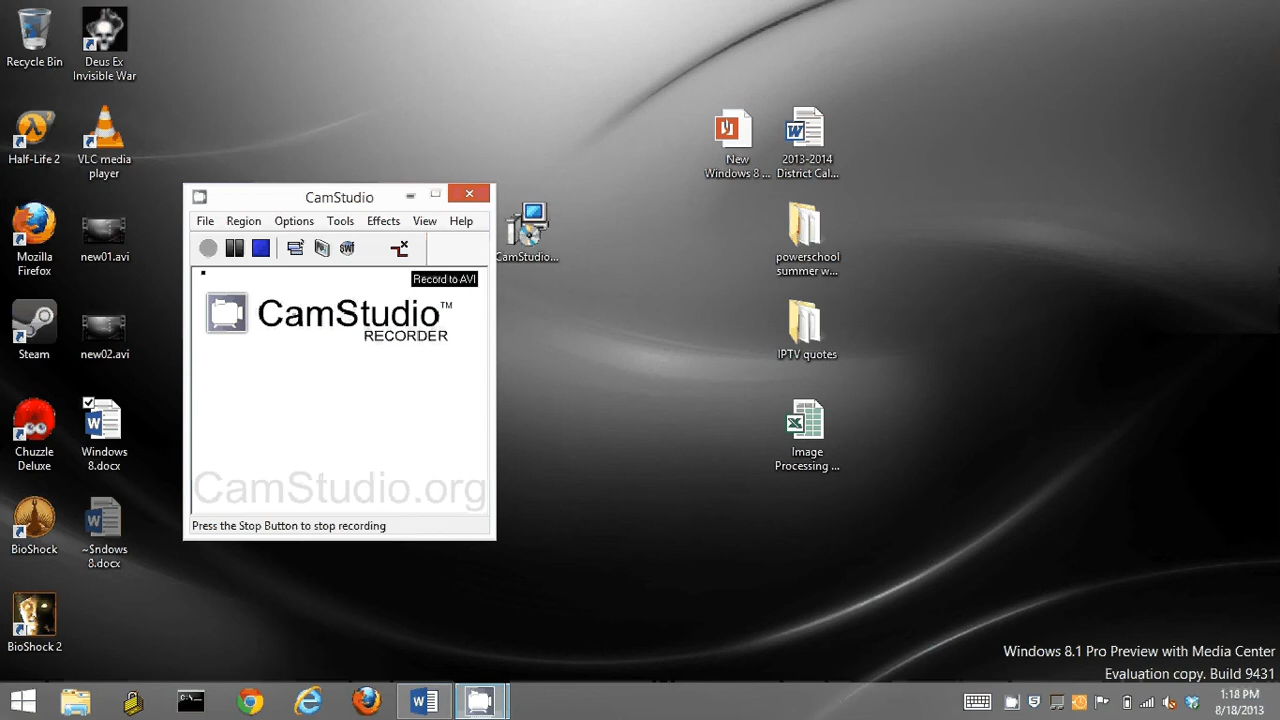 Recycle Bin
Deus Ex
Invisible War
Half-Life 2
VLC media
player
Mozilla
Firefox
new01.avi
Steam
new02.avi
Chuzzle
Deluxe
Windows
8.docx
BioShock
~$ndows
8.docx
BioShock 2
CamStudio
File Region Options Tools Effects View Help
Record to AVI
CamStudio™
RECORDER
CamStudio.org
Press the Stop Button to stop recording
CamStudio...
New
Windows 8 ...
2013-2014
District Cal...
powerschool
summer w...
IPTV quotes
Image
Processing ...
Windows 8.1 Pro Preview with Media Center
Evaluation copy. Build 9431
1:18 PM
8/18/2013